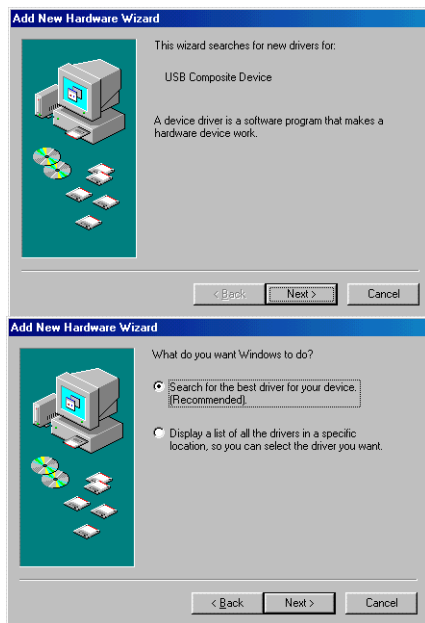 Add New Hardware Wizard
This wizard searches for new drivers for:
USB Composite Device
A device driver is a software program that makes a
hardware device work.
< Back
Next >
Cancel
Add New Hardware Wizard
What do you want Windows to do?
Search for the best driver for your device.
(Recommended).
Display a list of all the drivers in a specific
location, so you can select the driver you want.
< Back
Next >
Cancel